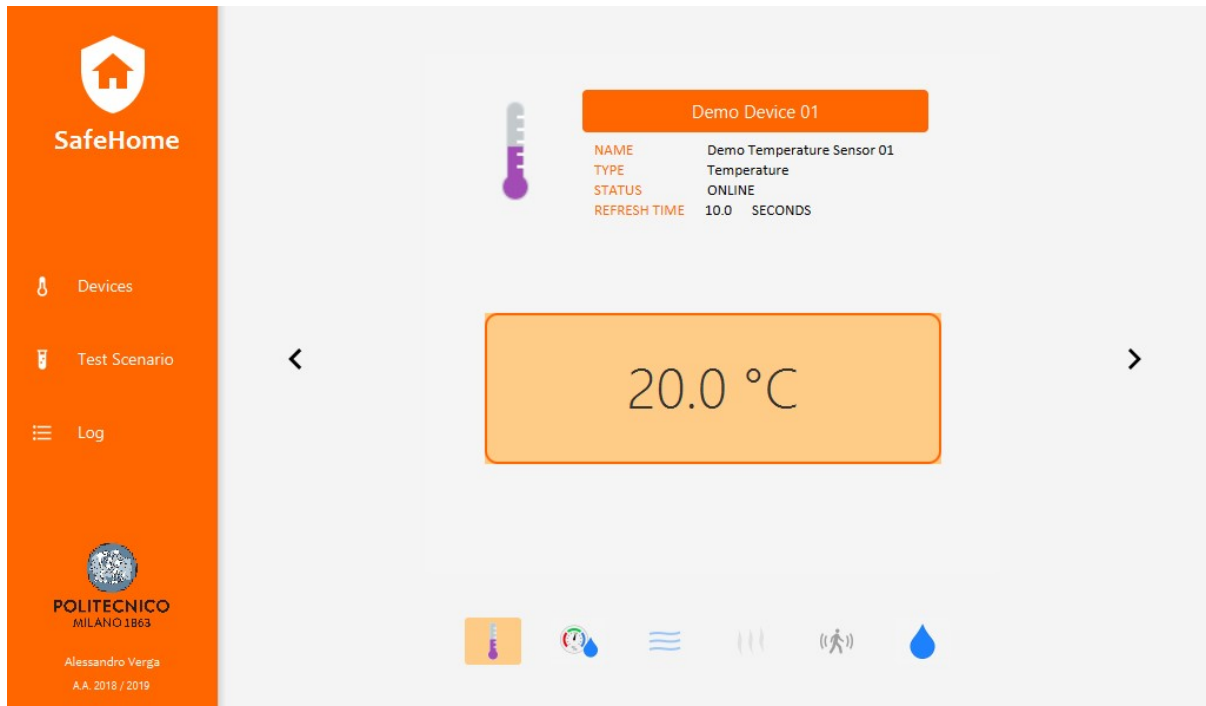 SafeHome
Devices
Test Scenario
Log
POLITECNICO
MILANO 1863
Alessandro Verga
A.A. 2018 / 2019
Demo Device 01
NAME Demo Temperature Sensor 01
TYPE Temperature
STATUS ONLINE
REFRESH TIME 10.0 SECONDS
20.0 °C